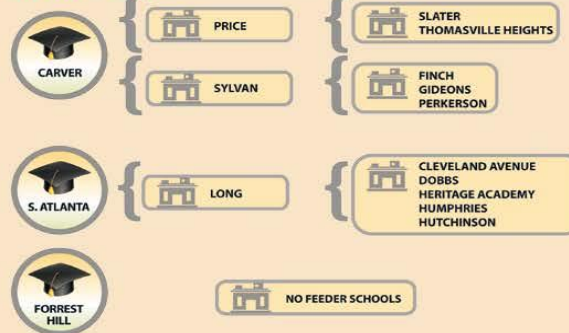 CARVER
PRICE
SLATER
THOMASVILLE HEIGHTS
SYLVAN
FINCH
GIDEONS
PERKERSON
S. ATLANTA
LONG
CLEVELAND AVENUE
DOBBS
HERITAGE ACADEMY
HUMPHRIES
HUTCHINSON
FORREST
HILL
NO FEEDER SCHOOLS